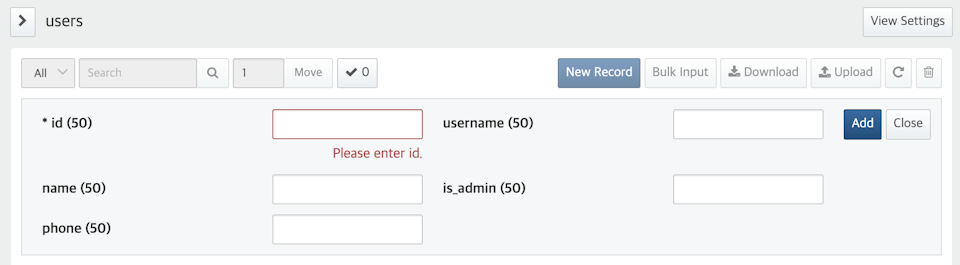 users
View Settings
All Search 1 Move 0 New Record Bulk Input Download Upload
* id (50) username (50) Add Close
Please enter id.
name (50) is_admin (50)
phone (50)